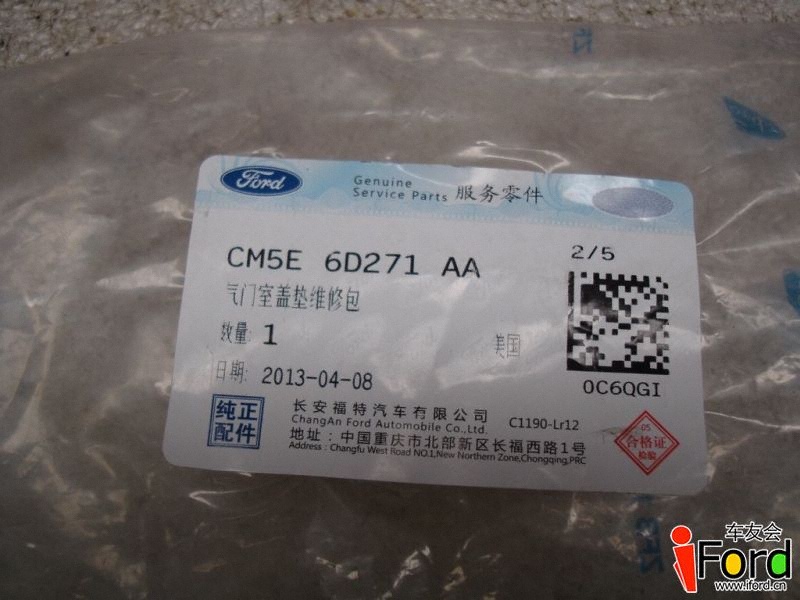 Ford
Genuine
Service Parts 服务零件
CM5E 6D271 AA
2/5
气门室盖垫维修包
数量: 1
美国
日期: 2013-04-08
0C6QGI
纯正
配件
长安福特汽车有限公司
ChangAn Ford Automobile Co.,Ltd.
C1190-Lr12
地址:中国重庆市北部新区长福西路1号
Address: Changfu West Road NO.1,New Northern Zone,Chongqing,PRC
05
合格证
检验
车友会
iFord
www.iford.cn